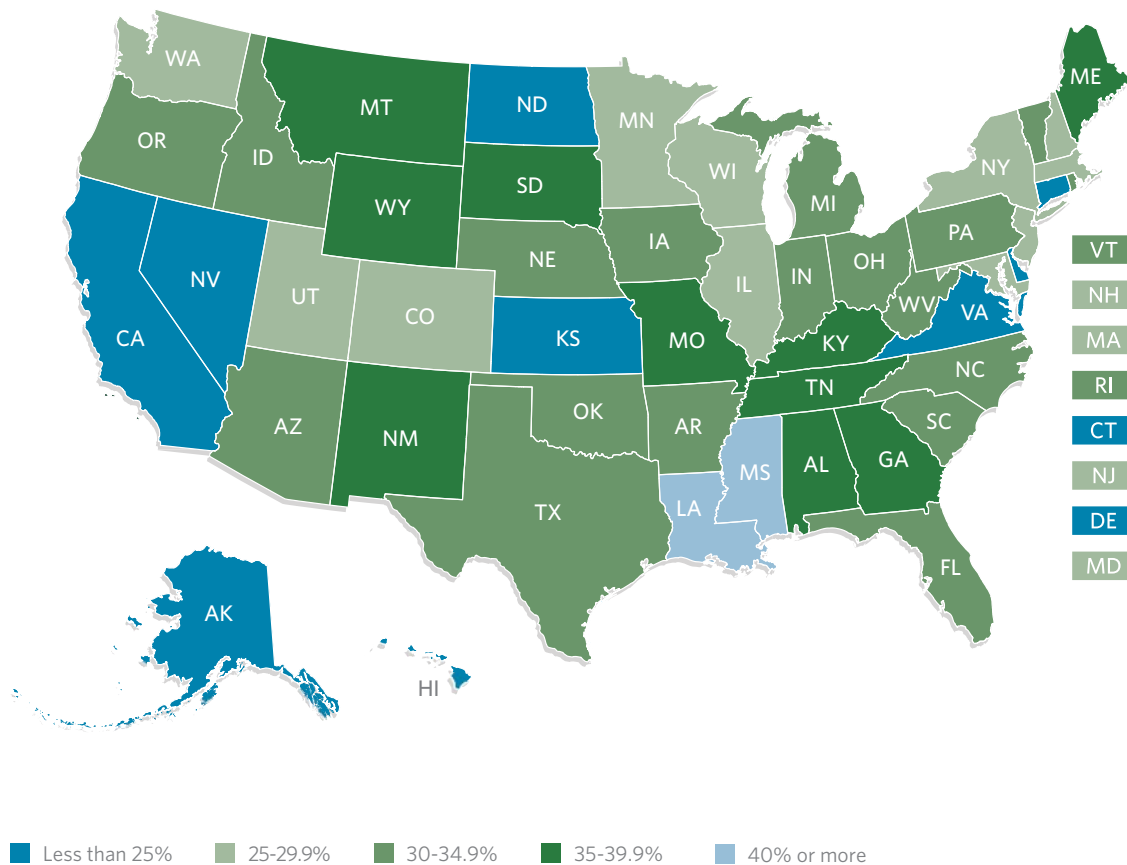 WA
ME
MT
ND
MN
OR
ID
NY
WI
SD
MI
WY
PA
IA
NE
OH
IN
NV
UT
IL
WV
VA
CO
CA
KS
MO
KY
NC
TN
OK
AR
SC
AZ
NM
GA
AL
MS
LA
TX
FL
AK
HI
VT
NH
MA
RI
CT
NJ
DE
MD
Less than 25%
25-29.9%
30-34.9%
35-39.9%
40% or more